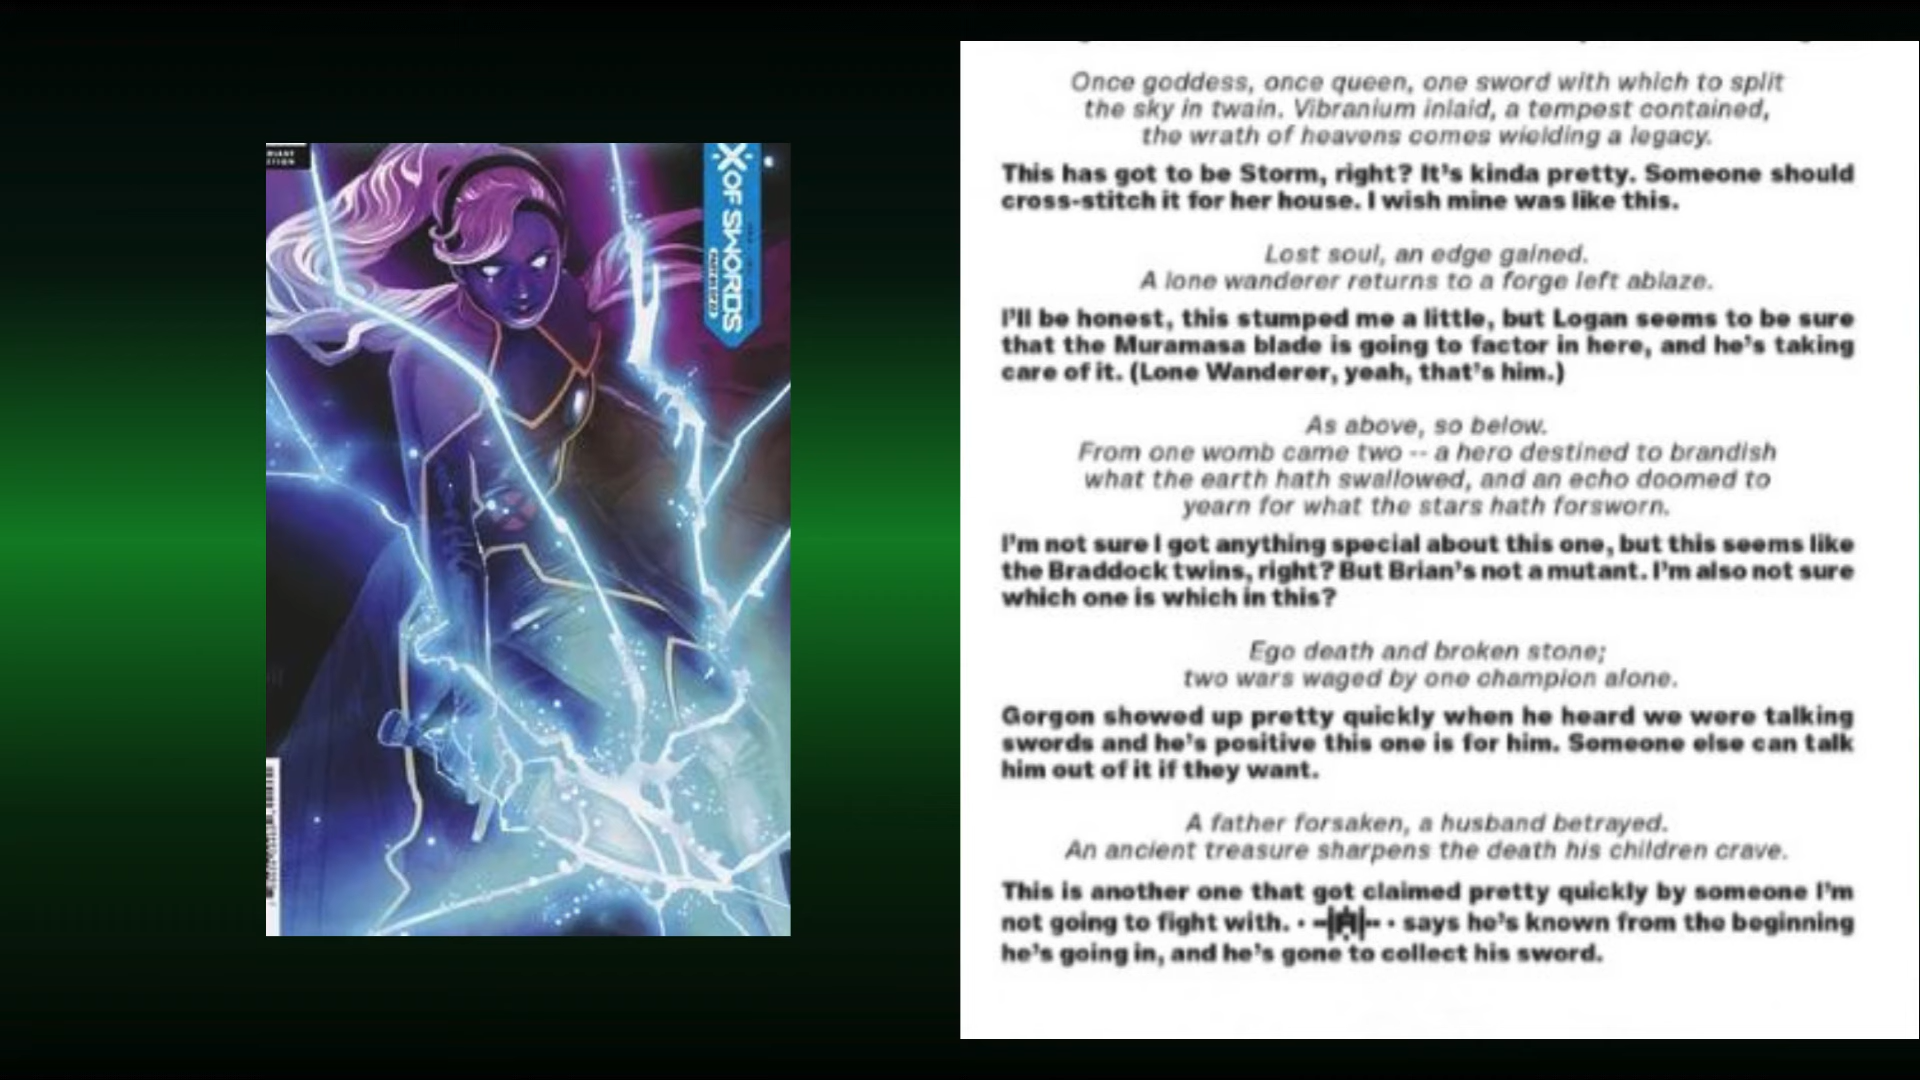 X OF SWORDS
Once goddess, once queen, one sword with which to split
the sky in twain. Vibranium inlaid, a tempest contained,
the wrath of heavens comes wielding a legacy.
This has got to be Storm, right? It's kinda pretty. Someone should
cross-stitch it for her house. I wish mine was like this.
Lost soul, an edge gained.
A lone wanderer returns to a forge left ablaze.
I'll be honest, this stumped me a little, but Logan seems to be sure
that the Muramasa blade is going to factor in here, and he's taking
care of it. (Lone Wanderer, yeah, that's him.)
As above, so below.
From one womb came two -- a hero destined to brandish
what the earth hath swallowed, and an echo doomed to
yearn for what the stars hath forsworn.
I'm not sure I got anything special about this one, but this seems like
the Braddock twins, right? But Brian's not a mutant. I'm also not sure
which one is which in this?
Ego death and broken stone;
two wars waged by one champion alone.
Gorgon showed up pretty quickly when he heard we were talking
swords and he's positive this one is for him. Someone else can talk
him out of it if they want.
A father forsaken, a husband betrayed.
An ancient treasure sharpens the death his children crave.
This is another one that got claimed pretty quickly by someone I'm
not going to fight with. • -|A|- • says he's known from the beginning
he's going in, and he's gone to collect his sword.